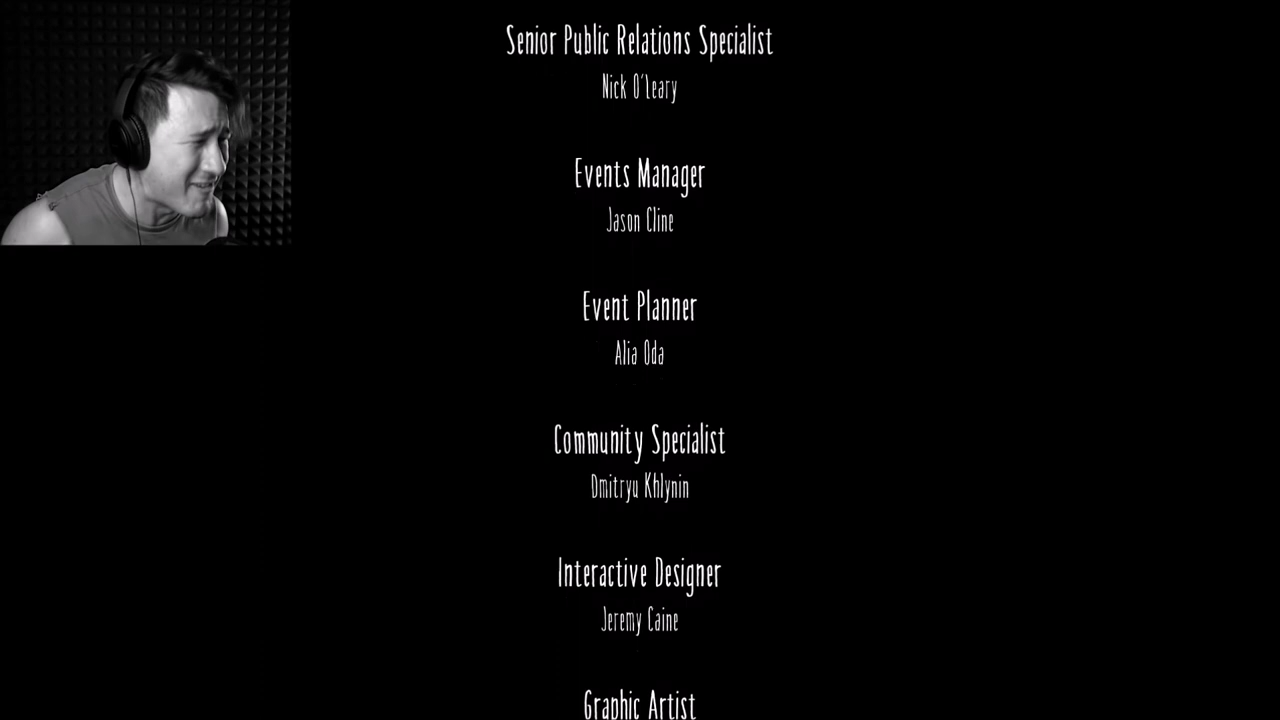 Senior Public Relations Specialist
Nick O'Leary
Events Manager
Jason Cline
Event Planner
Alia Oda
Community Specialist
Dmitryu Khlynin
Interactive Designer
Jeremy Caine
Graphic Artist